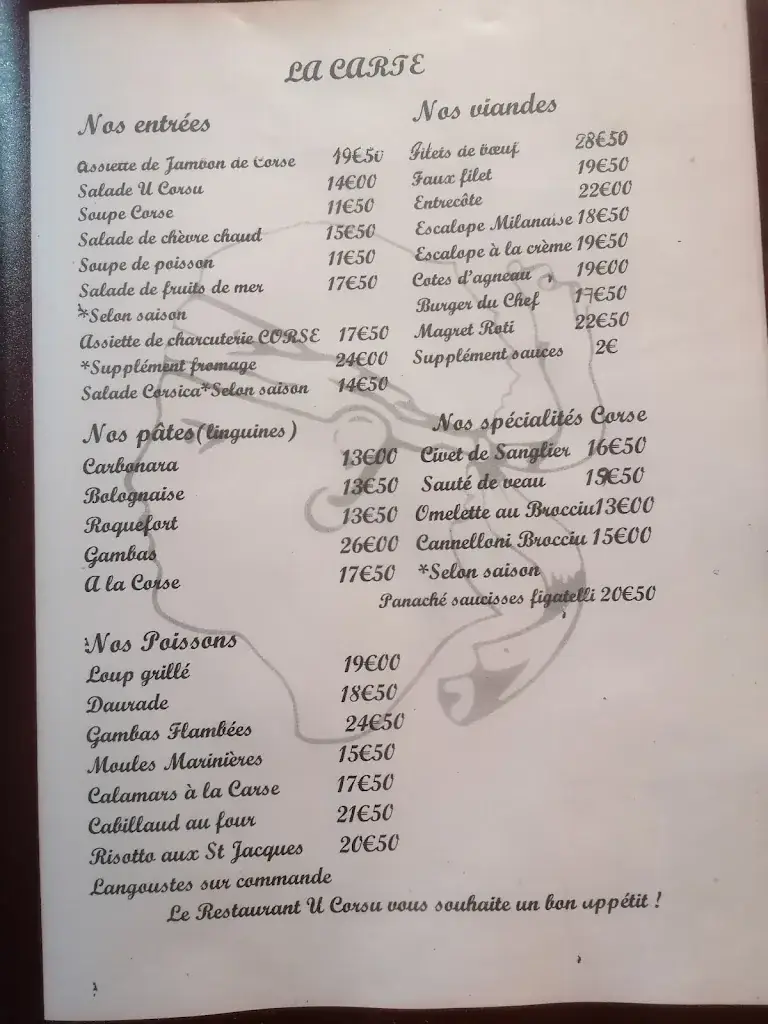 LA CARTE
Nos entrées
Assiette de Jambon de Corse 19€50
Salade U Corsu 14€00
Soupe Corse 11€50
Salade de chèvre chaud 15€50
Soupe de poisson 11€50
Salade de fruits de mer 17€50
*Selon saison
Assiette de charcuterie CORSE 17€50
*Supplément fromage 24€00
Salade Corsica*Selon saison 14€50
Nos pâtes(linguines)
Carbonara 13€00
Bolognaise 13€50
Roquefort 13€50
Gambas 26€00
A la Corse 17€50
Nos Poissons
Loup grillé 19€00
Daurade 18€50
Gambas Flambées 24€50
Moules Marinières 15€50
Calamars à la Carse 17€50
Cabillaud au four 21€50
Risotto aux St Jacques 20€50
Langoustes sur commande
Nos viandes
Filets de bœuf 28€50
Faux filet 19€50
Entrecôte 22€00
Escalope Milanaise 18€50
Escalope à la crème 19€50
Cotes d'agneau 19€00
Burger du Chef 17€50
Magret Roti 22€50
Supplément sauces 2€
Nos spécialités Corse
Civet de Sanglier 16€50
Sauté de veau 15€50
Omelette au Brocciu13€00
Cannelloni Brocciu 15€00
*Selon saison
Panaché saucisses figatelli 20€50
Le Restaurant U Corsu vous souhaite un bon appétit !